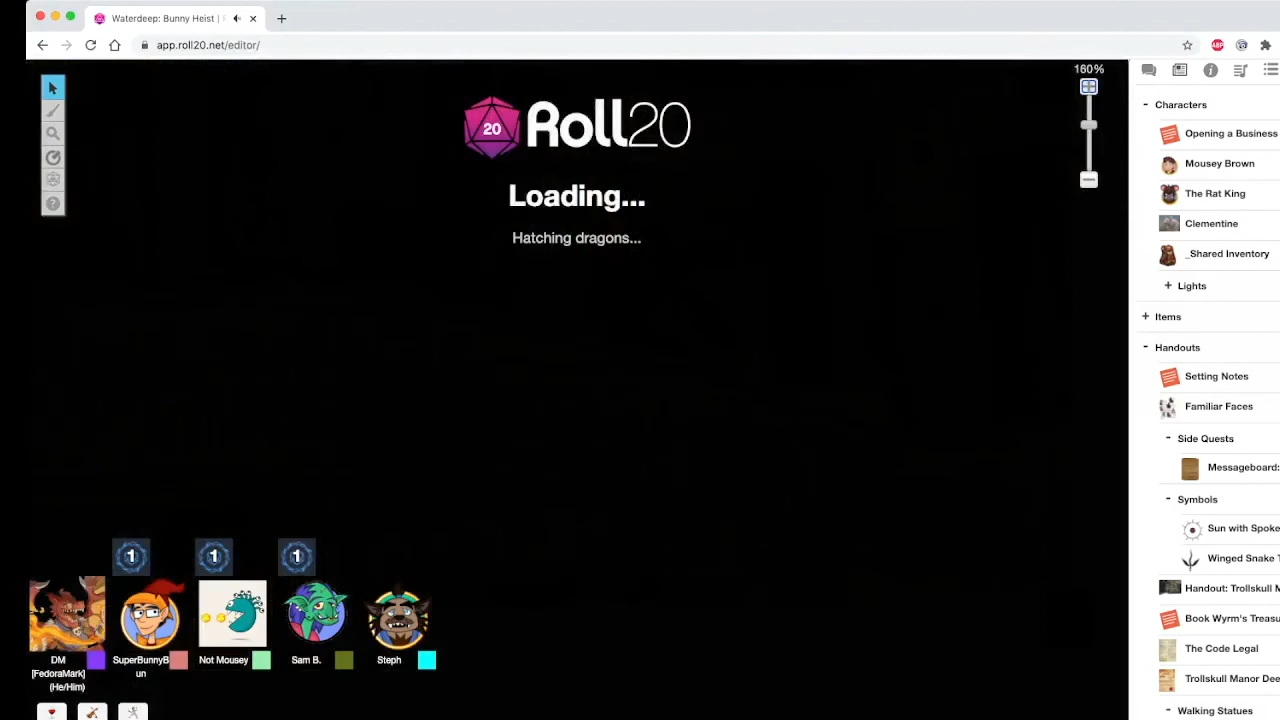 Waterdeep: Bunny Heist |
app.roll20.net/editor/
160%
20
Roll20
Loading...
Hatching dragons...
Characters
Opening a Business
Mousey Brown
The Rat King
Clementine
_Shared Inventory
+ Lights
+ Items
- Handouts
Setting Notes
Familiar Faces
- Side Quests
Messageboard:
- Symbols
Sun with Spoke
Winged Snake T
Handout: Trollskull M
Book Wyrm's Treasu
The Code Legal
Trollskull Manor Dee
- Walking Statues
1
1
1
DM
[FedoraMark]
(He/Him)
SuperBunnyB
un
Not Mousey
Sam B.
Steph
ABP